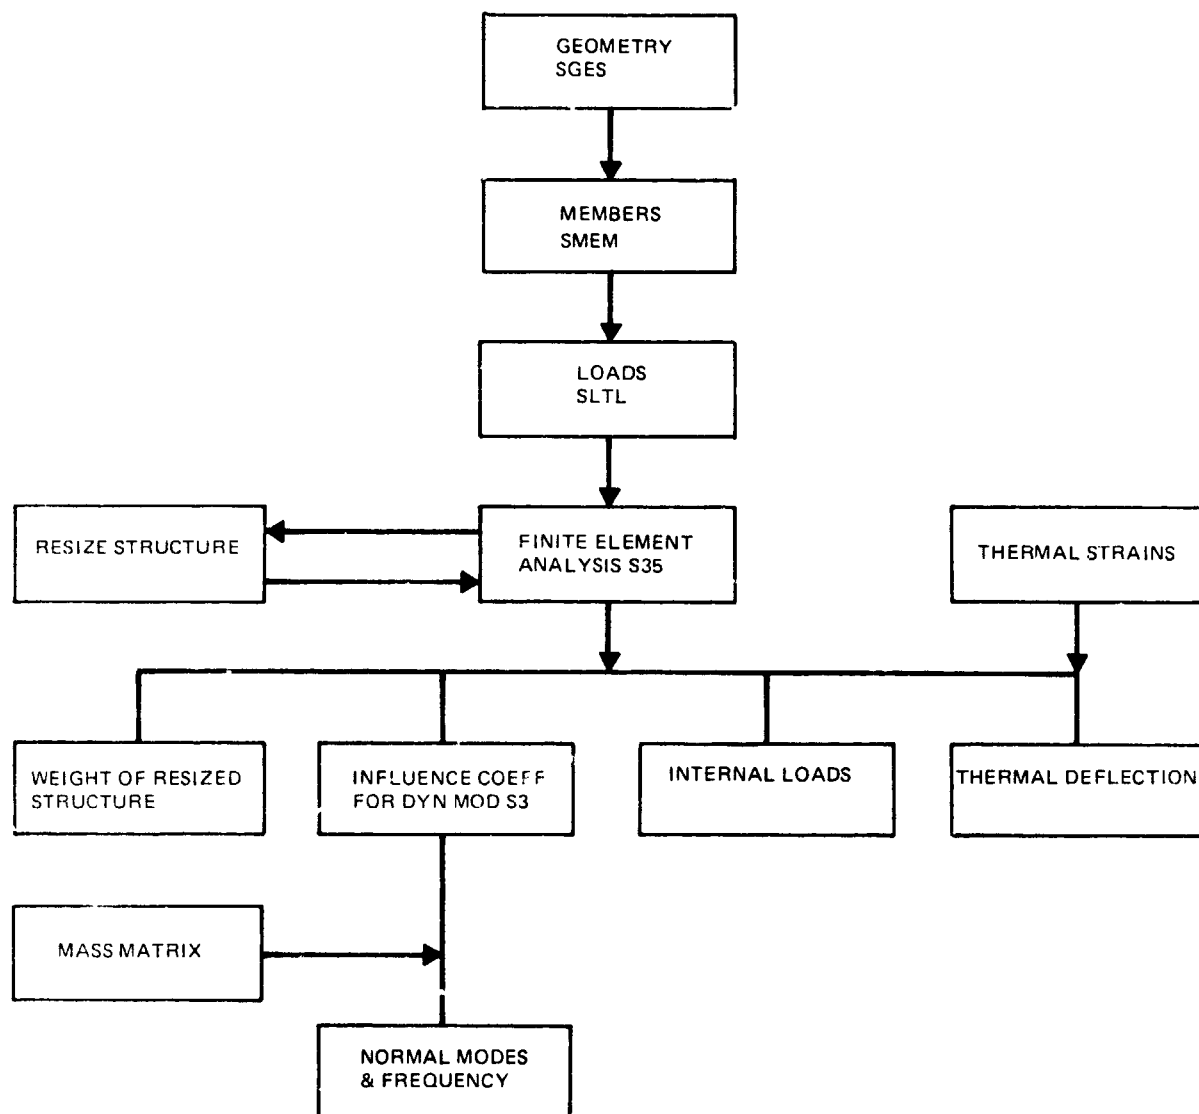 GEOMETRY
SGES
MEMBERS
SMEM
LOADS
SLTL
RESIZE STRUCTURE
FINITE ELEMENT
ANALYSIS S35
THERMAL STRAINS
WEIGHT OF RESIZED
STRUCTURE
INFLUENCE COEFF
FOR DYN MOD S3
INTERNAL LOADS
THERMAL DEFLECTION
MASS MATRIX
NORMAL MODES
& FREQUENCY